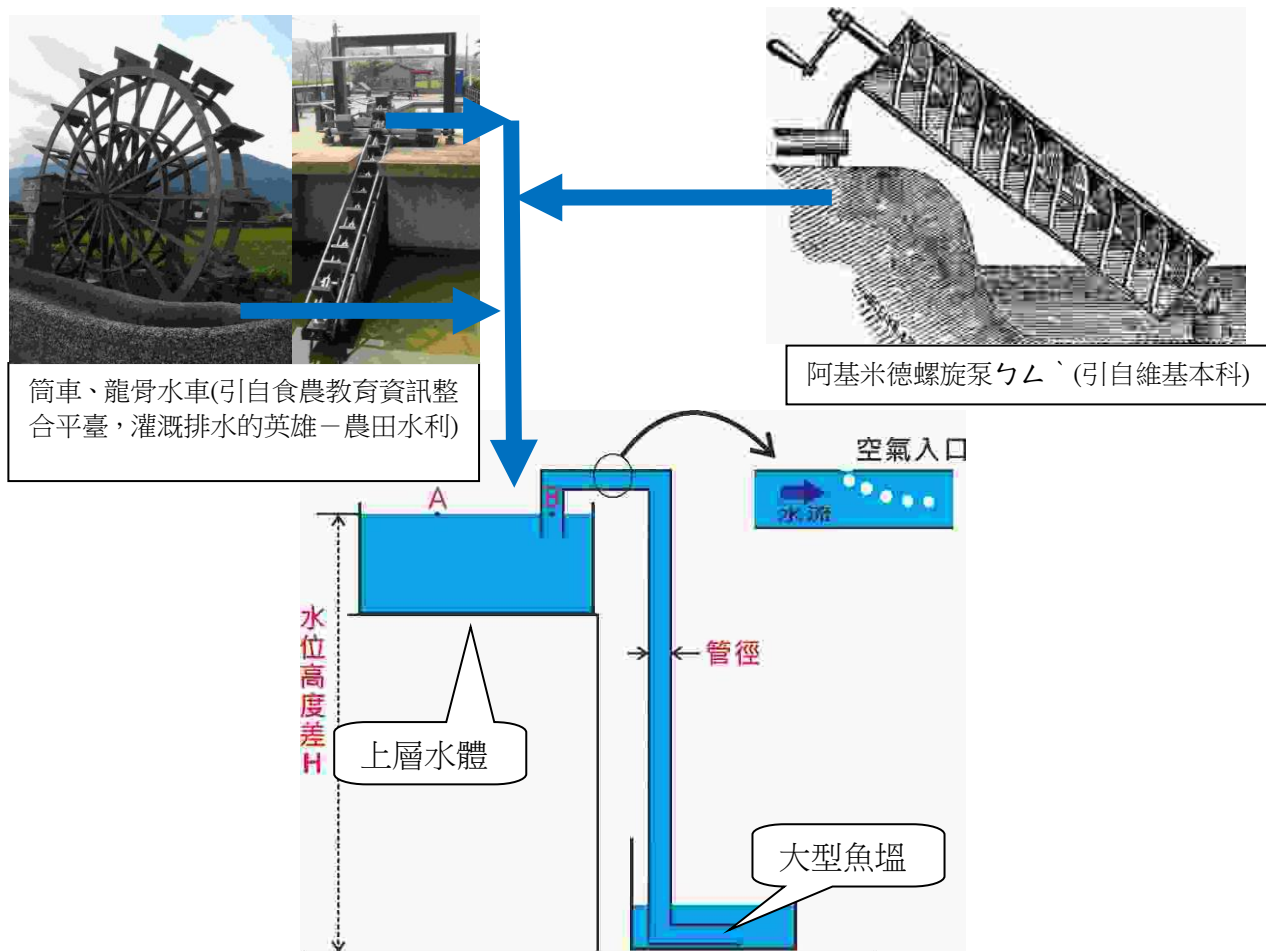 筒車、龍骨水車(引自食農教育資訊整
合平臺，灌溉排水的英雄－農田水利)
阿基米德螺旋泵ㄅㄥˋ(引自維基本科)
空氣入口
水流
A
B
水位高度差H
管徑
上層水體
大型魚塭